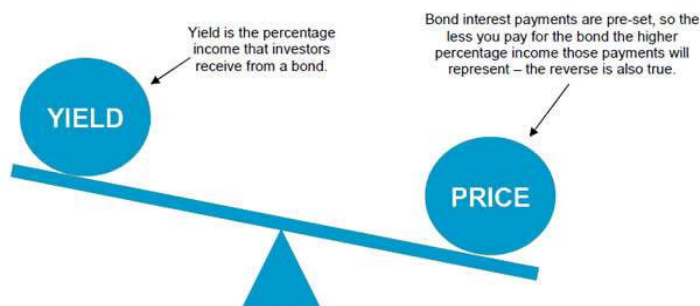 Yield is the percentage
income that investors
receive from a bond.
Bond interest payments are pre-set, so the
less you pay for the bond the higher
percentage income those payments will
represent – the reverse is also true.
YIELD
PRICE